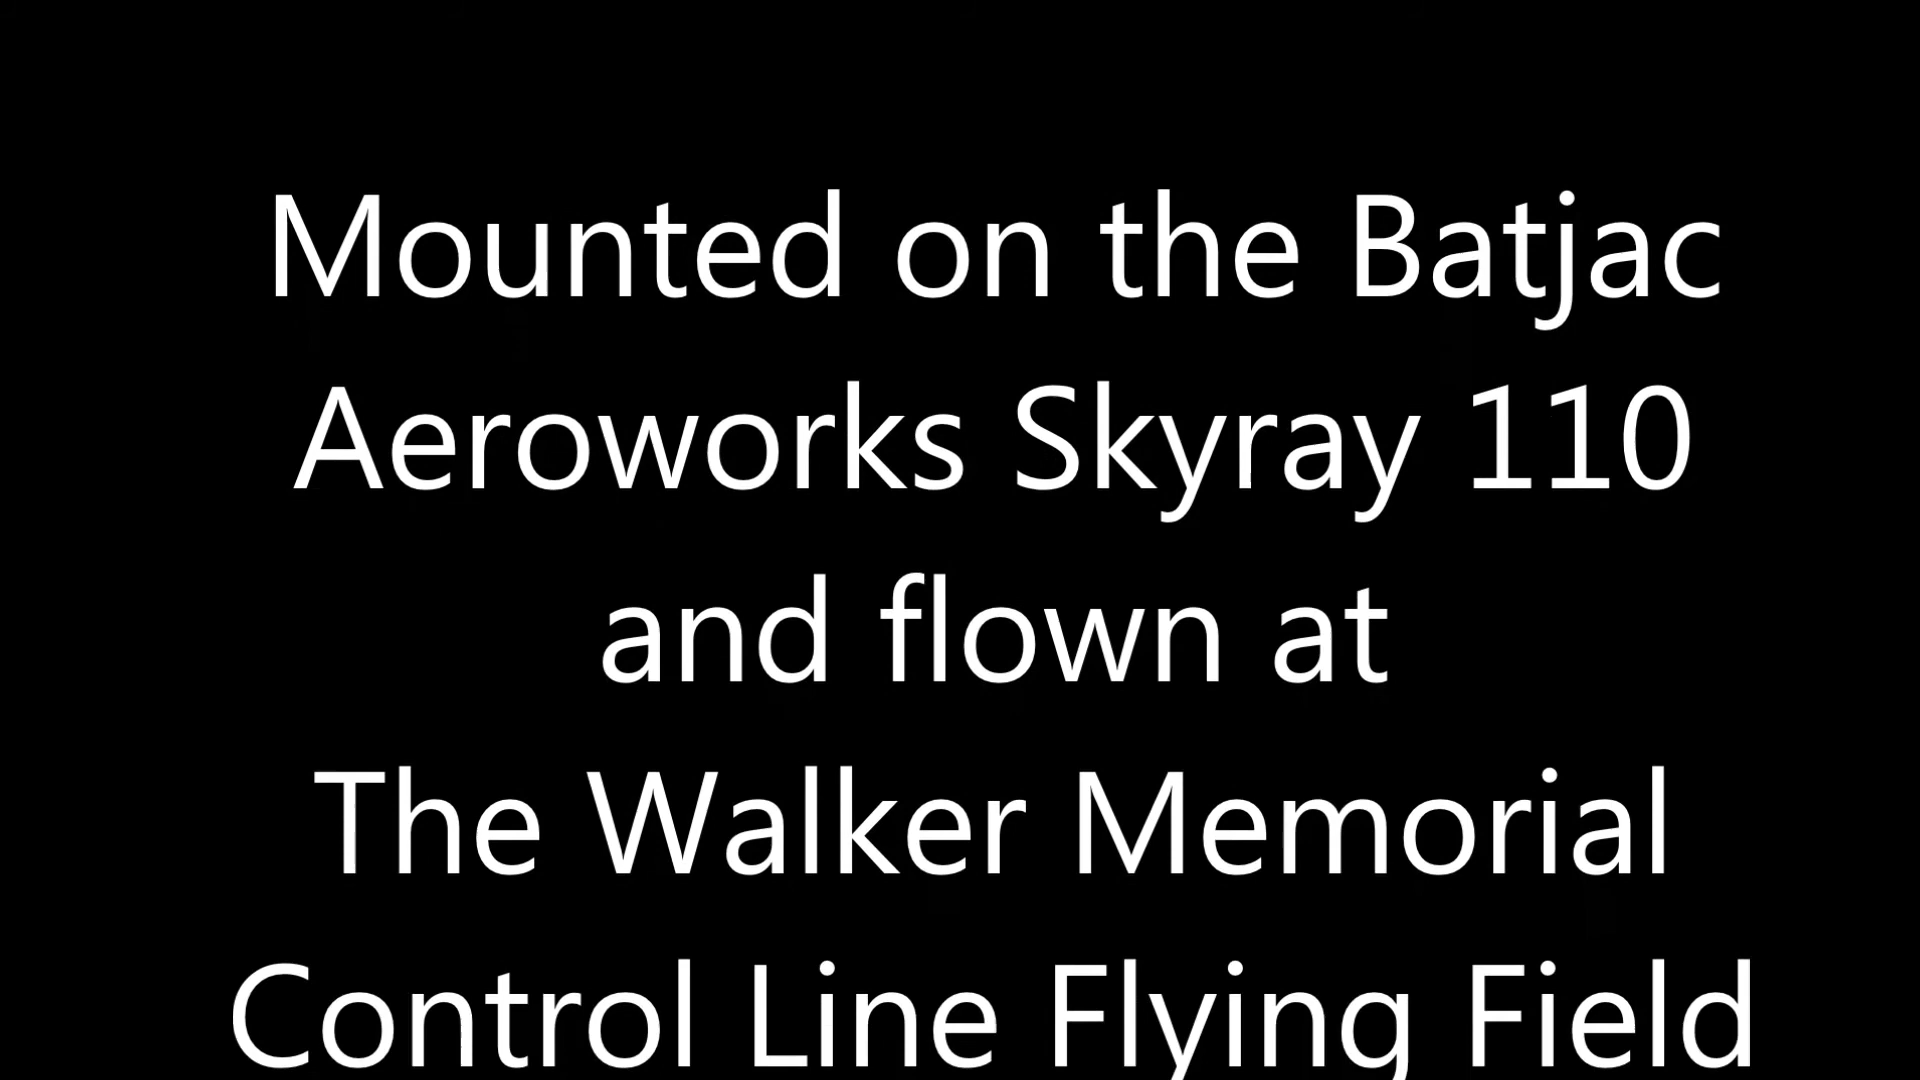 Mounted on the Batjac
Aeroworks Skyray 110
and flown at
The Walker Memorial
Control Line Flying Field